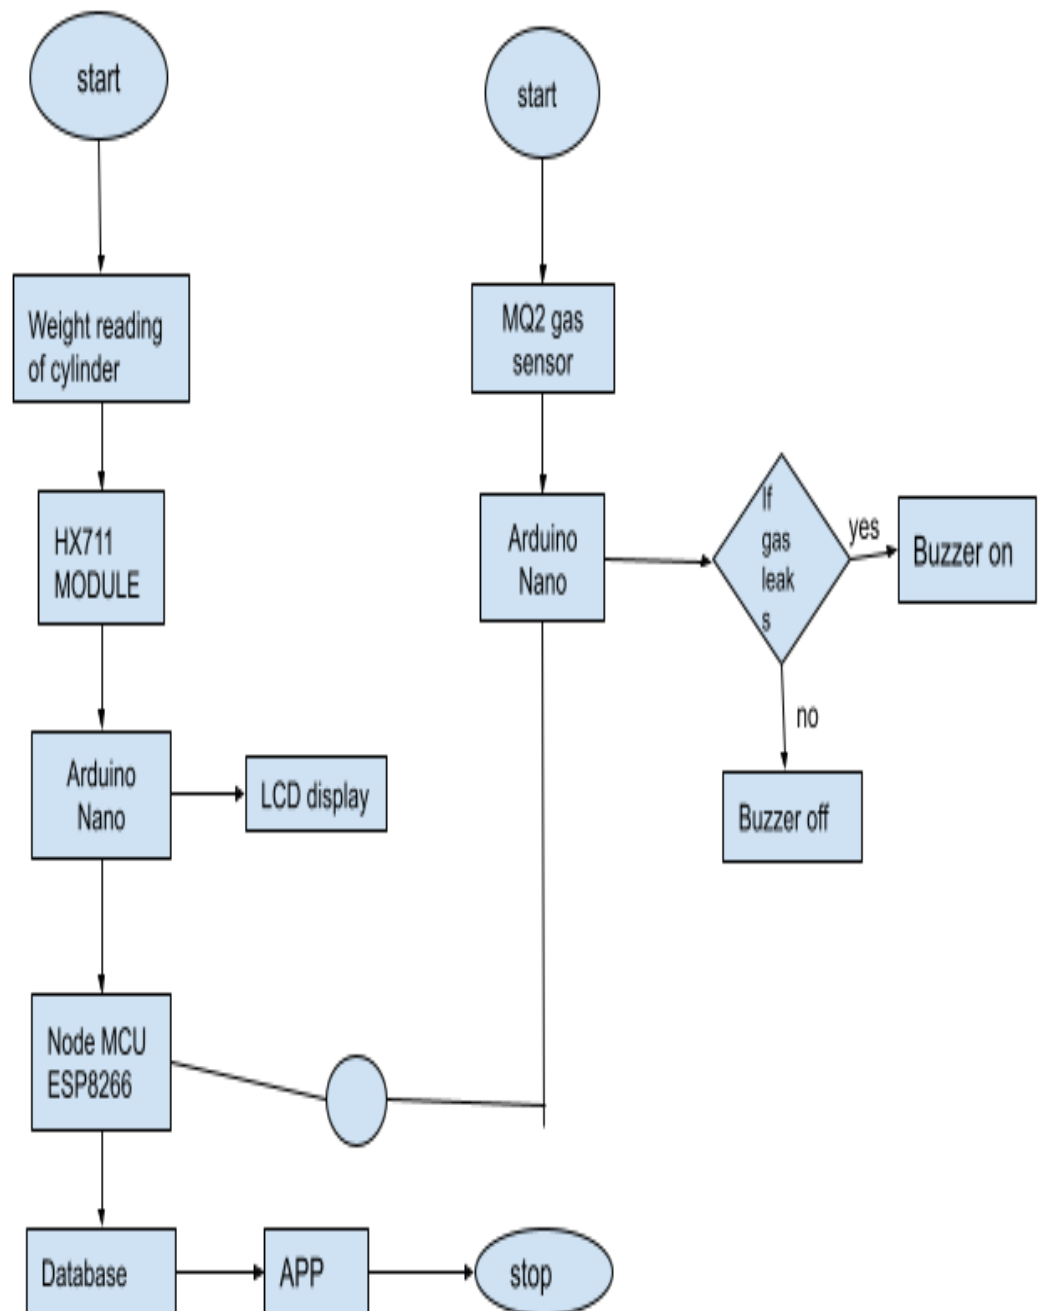 start
Weight reading
of cylinder
HX711
MODULE
Arduino
Nano
LCD display
Node MCU
ESP8266
Database
APP
stop
start
MQ2 gas
sensor
Arduino
Nano
If
gas
leak
s
yes
Buzzer on
no
Buzzer off